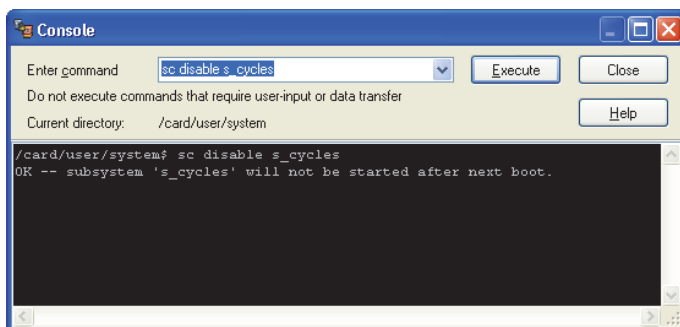 Console
Enter command
sc disable s_cycles
Execute
Close
Do not execute commands that require user-input or data transfer
Help
Current directory: /card/user/system
/card/user/system$ sc disable s_cycles
OK -- subsystem 's_cycles' will not be started after next boot.